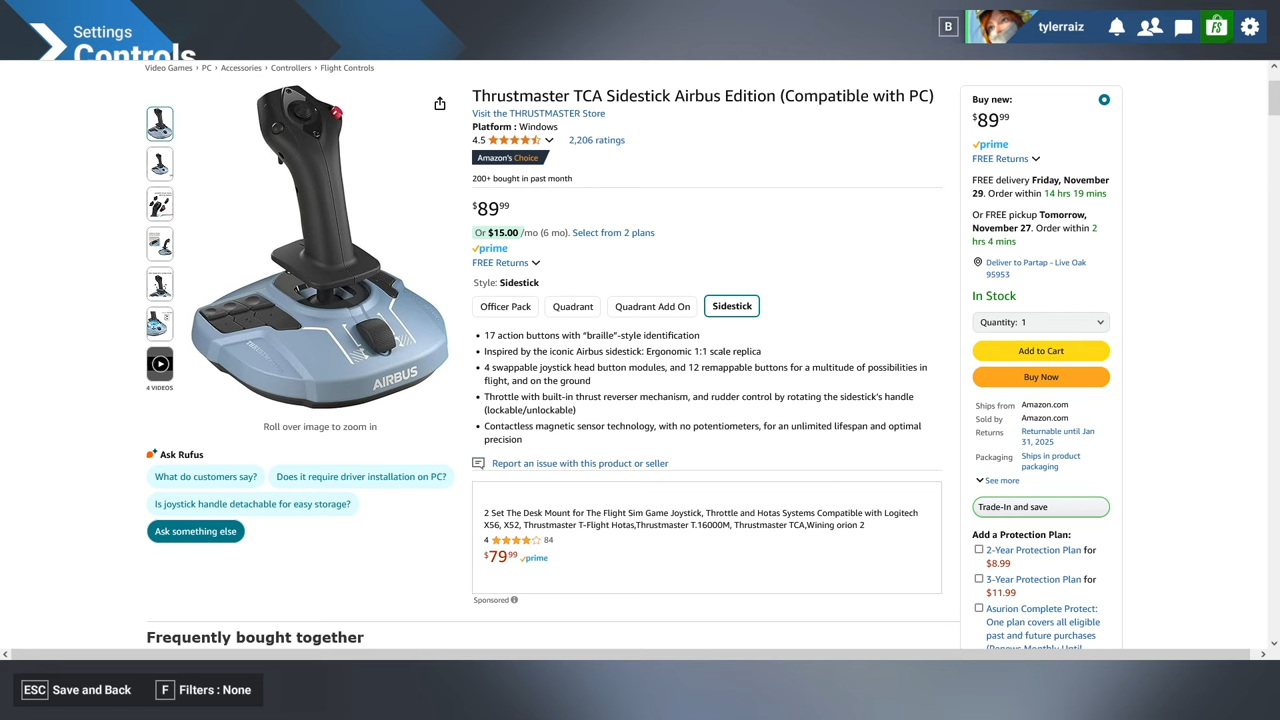 Settings
Controls
B
tylerraiz
FS
Video Games › PC › Accessories › Controllers › Flight Controls
Thrustmaster TCA Sidestick Airbus Edition (Compatible with PC)
Visit the THRUSTMASTER Store
Platform : Windows
4.5
2,206 ratings
Amazon's Choice
200+ bought in past month
$89⁹⁹
Or $15.00 /mo (6 mo). Select from 2 plans
prime
FREE Returns
Style: Sidestick
Officer Pack
Quadrant
Quadrant Add On
Sidestick
• 17 action buttons with “braille”-style identification
• Inspired by the iconic Airbus sidestick: Ergonomic 1:1 scale replica
• 4 swappable joystick head button modules, and 12 remappable buttons for a multitude of possibilities in
flight, and on the ground
• Throttle with built-in thrust reverser mechanism, and rudder control by rotating the sidestick's handle
(lockable/unlockable)
• Contactless magnetic sensor technology, with no potentiometers, for an unlimited lifespan and optimal
precision
Report an issue with this product or seller
2 Set The Desk Mount for The Flight Sim Game Joystick, Throttle and Hotas Systems Compatible with Logitech
X56, X52, Thrustmaster T-Flight Hotas,Thrustmaster T.16000M, Thrustmaster TCA,Wining orion 2
4
84
$79⁹⁹ prime
Sponsored
AIRBUS
4 VIDEOS
Roll over image to zoom in
Ask Rufus
What do customers say?
Does it require driver installation on PC?
Is joystick handle detachable for easy storage?
Ask something else
Frequently bought together
Buy new:
$89⁹⁹
prime
FREE Returns
FREE delivery Friday, November
29. Order within 14 hrs 19 mins
Or FREE pickup Tomorrow,
November 27. Order within 2
hrs 4 mins
Deliver to Partap - Live Oak
95953
In Stock
Quantity: 1
Add to Cart
Buy Now
Ships from Amazon.com
Sold by Amazon.com
Returns Returnable until Jan
31, 2025
Packaging Ships in product
packaging
See more
Trade-In and save
Add a Protection Plan:
2-Year Protection Plan for
$8.99
3-Year Protection Plan for
$11.99
Asurion Complete Protect:
One plan covers all eligible
past and future purchases
(Renews Monthly Until
ESC Save and Back
F Filters : None